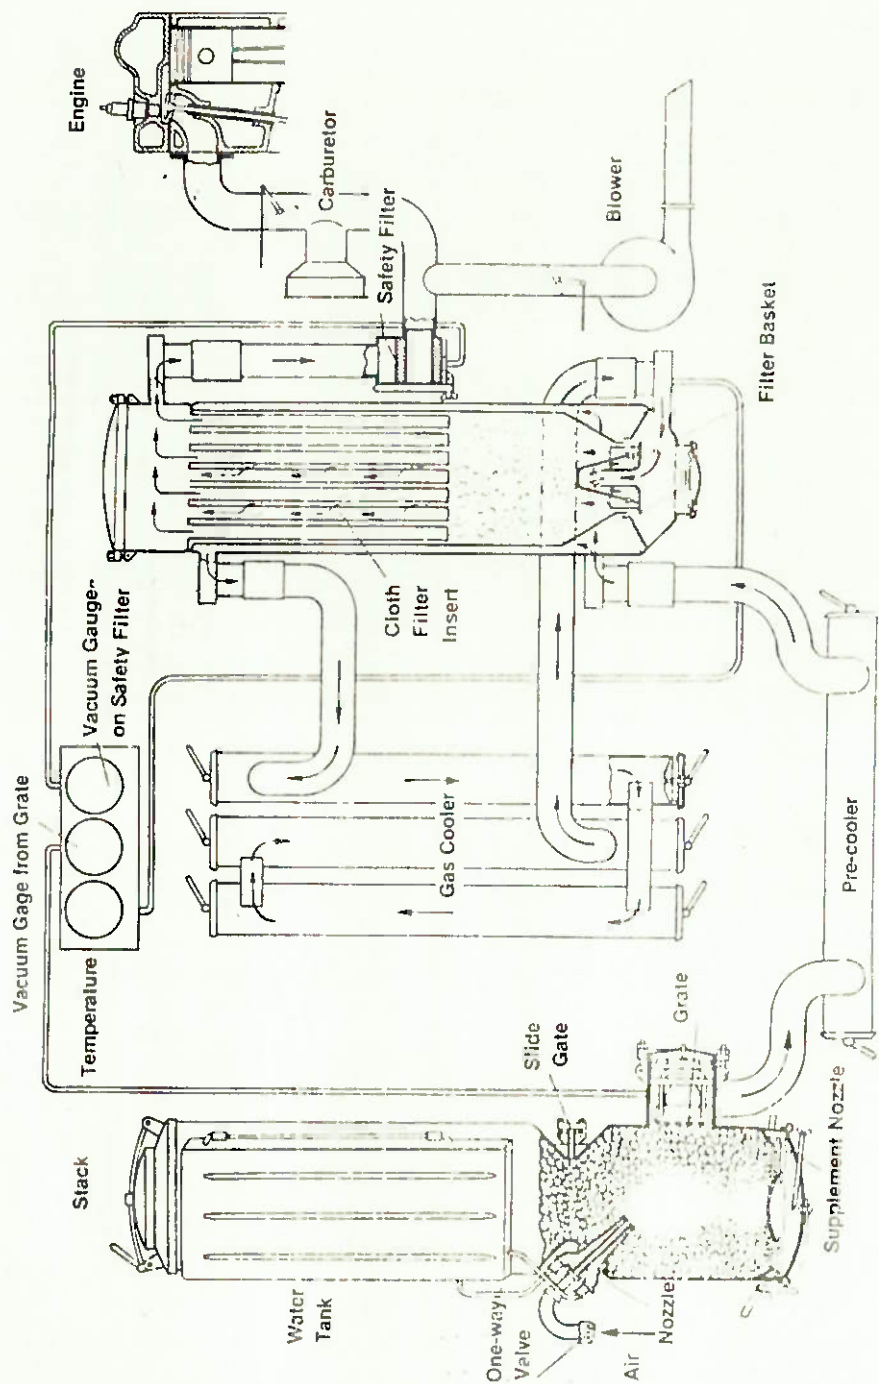 Vacuum Gage from Grate
Temperature
Vacuum Gauge-
on Safety Filter
Engine
Stack
Water
Tank
One-way
Valve
Air
Nozzle
Slide
Gate
Grate
Supplement Nozzle
Gas Cooler
Pre-cooler
Cloth
Filter
Insert
Carburetor
Safety Filter
Blower
Filter Basket